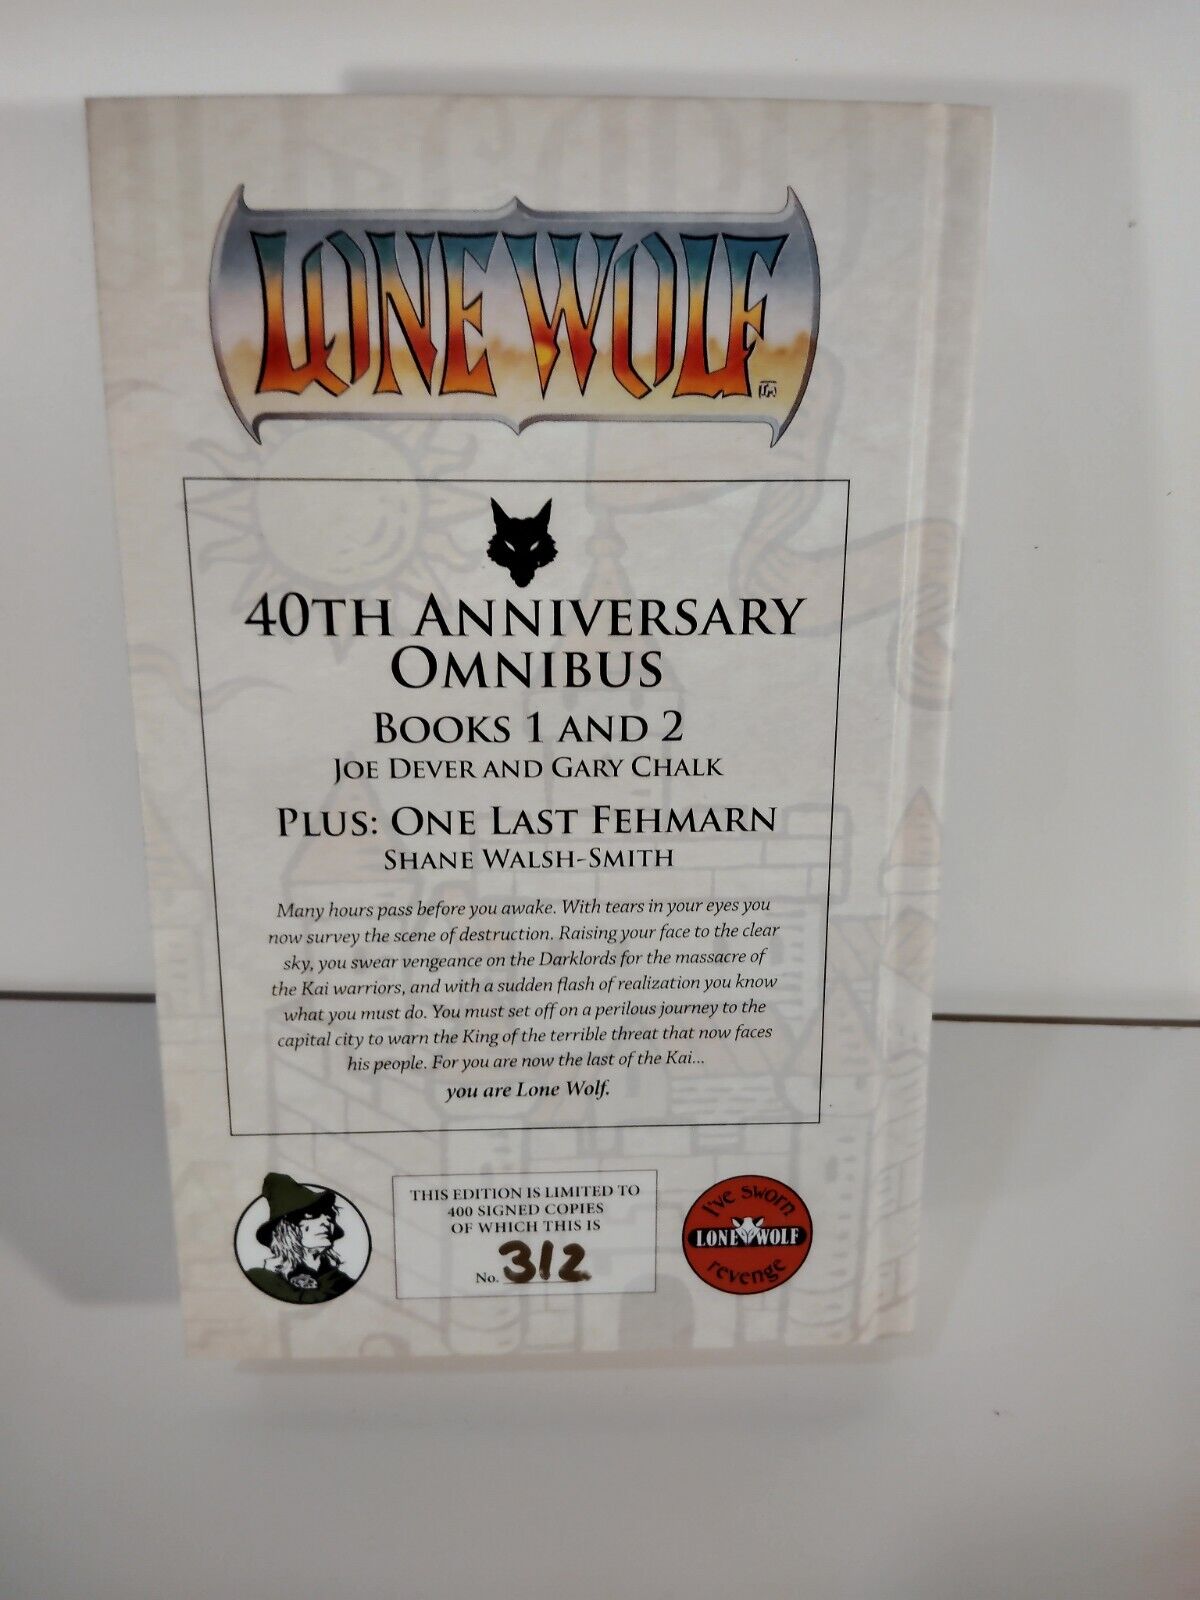 LONE WOLF
40TH ANNIVERSARY
OMNIBUS
BOOKS 1 AND 2
JOE DEVER AND GARY CHALK
PLUS: ONE LAST FEHMARN
SHANE WALSH-SMITH
Many hours pass before you awake. With tears in your eyes you
now survey the scene of destruction. Raising your face to the clear
sky, you swear vengeance on the Darklords for the massacre of
the Kai warriors, and with a sudden flash of realization you know
what you must do. You must set off on a perilous journey to the
capital city to warn the King of the terrible threat that now faces
his people. For you are now the last of the Kai...
you are Lone Wolf.
THIS EDITION IS LIMITED TO
400 SIGNED COPIES
OF WHICH THIS IS
No. 312
I've sworn
LONE WOLF
revenge